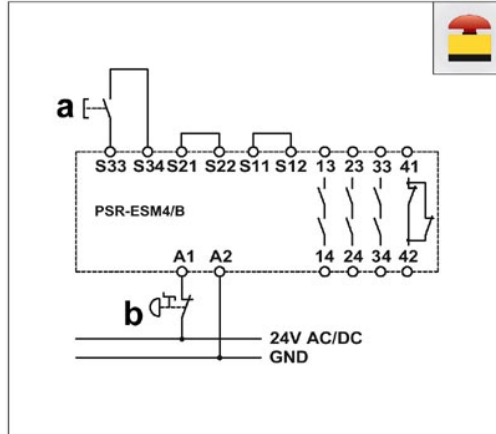 a
S33 S34 S21 S22 S11 S12 13 23 33 41
PSR-ESM4/B
A1 A2 14 24 34 42
b
24V AC/DC
GND